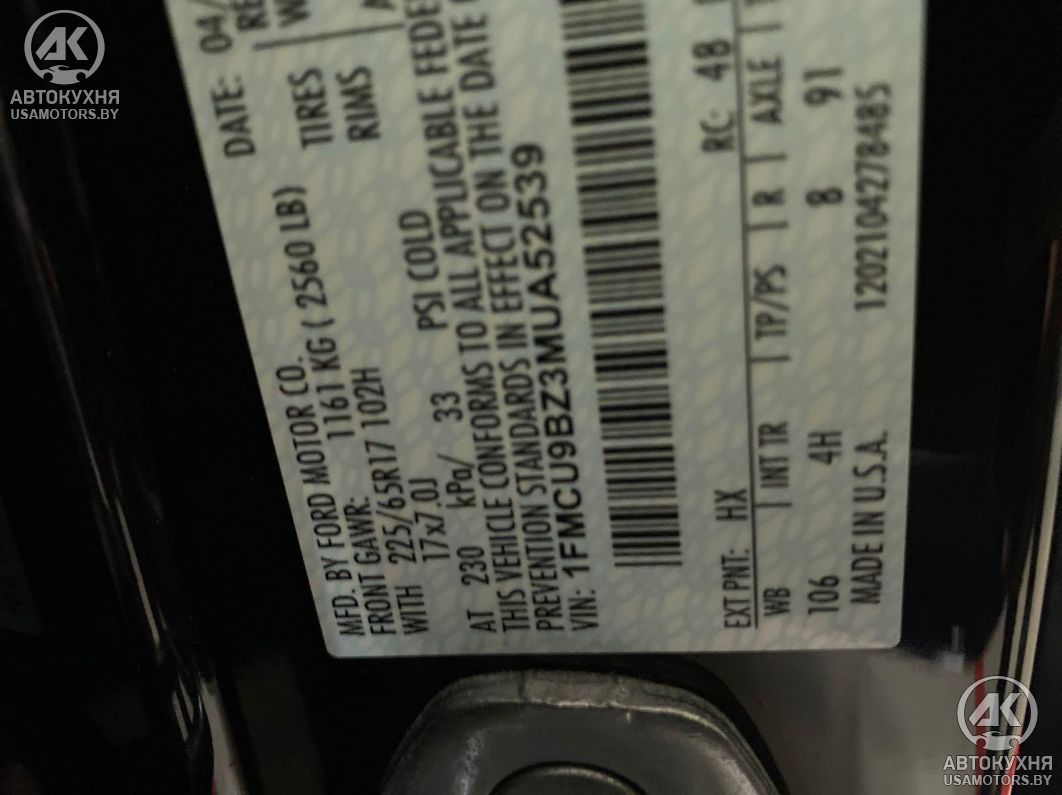 AK
АВТОКУХНЯ
USAMOTORS.BY
MFD. BY FORD MOTOR CO.
DATE: 04/
FRONT GAWR: 1161 KG ( 2560 LB)
WITH 225/65R17 102H TIRES
17x7.0J RIMS
AT 230 kPa/ 33 PSI COLD
THIS VEHICLE CONFORMS TO ALL APPLICABLE FEDE
PREVENTION STANDARDS IN EFFECT ON THE DATE
VIN: 1FMCU9BZ3MUA52539
EXT PNT: HX RC: 48
WB | INT TR | TP/PS | R | AXLE |
106 4H 8 91
MADE IN U.S.A. 1202104278485
AK
АВТОКУХНЯ
USAMOTORS.BY